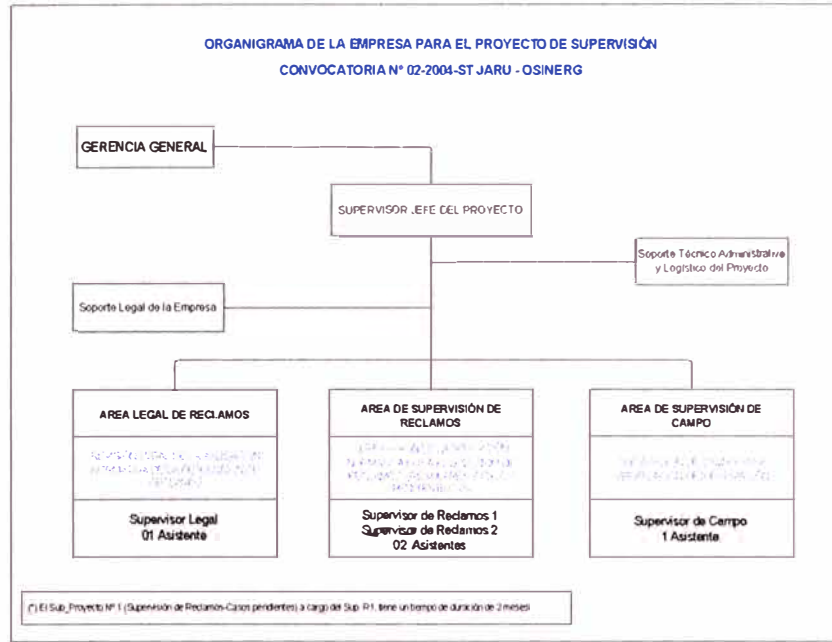 ORGANIGRAMA DE LA EMPRESA PARA EL PROYECTO DE SUPERVISIÓN
CONVOCATORIA N° 02-2004-ST JARU - OSINERG
GERENCIA GENERAL
SUPERVISOR JEFE DEL PROYECTO
Soporte Técnico Administrativo
y Logístico del Proyecto
Soporte Legal de la Empresa
AREA LEGAL DE RECLAMOS
Supervisor Legal
01 Asistente
AREA DE SUPERVISIÓN DE
RECLAMOS
Supervisor de Reclamos 1
Supervisor de Reclamos 2
02 Asistentes
AREA DE SUPERVISIÓN DE
CAMPO
Supervisor de Campo
1 Asistente
(*) El Sub_Proyecto N° 1 (Supervisión de Reclamos-Casos pendientes) a cargo del Sup. R1, tiene un tiempo de duración de 2 meses